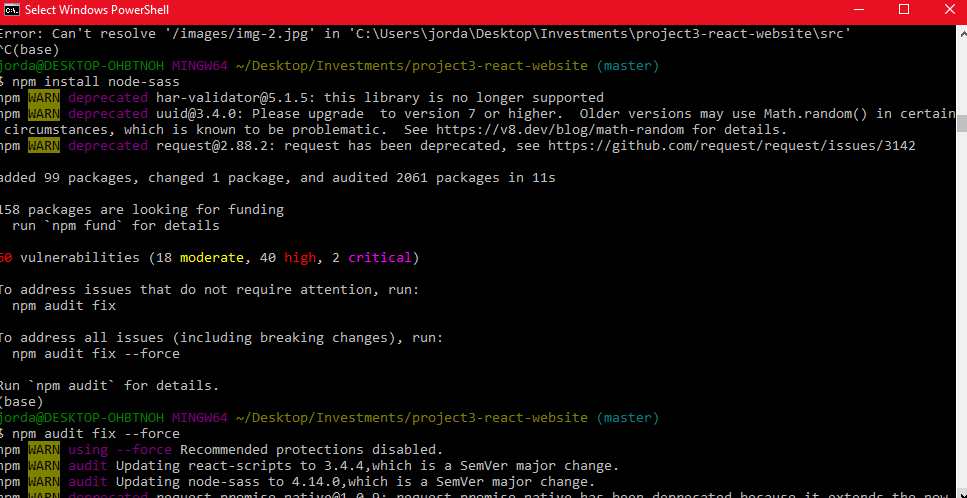 Select Windows PowerShell
Error: Can't resolve '/images/img-2.jpg' in 'C:\Users\jorda\Desktop\Investments\project3-react-website\src'
^C(base)
jorda@DESKTOP-OHBTNOH MINGW64 ~/Desktop/Investments/project3-react-website (master)
$ npm install node-sass
npm WARN deprecated har-validator@5.1.5: this library is no longer supported
npm WARN deprecated uuid@3.4.0: Please upgrade  to version 7 or higher.  Older versions may use Math.random() in certain
circumstances, which is known to be problematic.  See https://v8.dev/blog/math-random for details.
npm WARN deprecated request@2.88.2: request has been deprecated, see https://github.com/request/request/issues/3142
added 99 packages, changed 1 package, and audited 2061 packages in 11s
158 packages are looking for funding
run `npm fund` for details
60 vulnerabilities (18 moderate, 40 high, 2 critical)
To address issues that do not require attention, run:
npm audit fix
To address all issues (including breaking changes), run:
npm audit fix --force
Run `npm audit` for details.
(base)
jorda@DESKTOP-OHBTNOH MINGW64 ~/Desktop/Investments/project3-react-website (master)
$ npm audit fix --force
npm WARN using --force Recommended protections disabled.
npm WARN audit Updating react-scripts to 3.4.4,which is a SemVer major change.
npm WARN audit Updating node-sass to 4.14.0,which is a SemVer major change.
npm WARN deprecated request-promise-native@1.0.9: request-promise-native has been deprecated because it extends the now